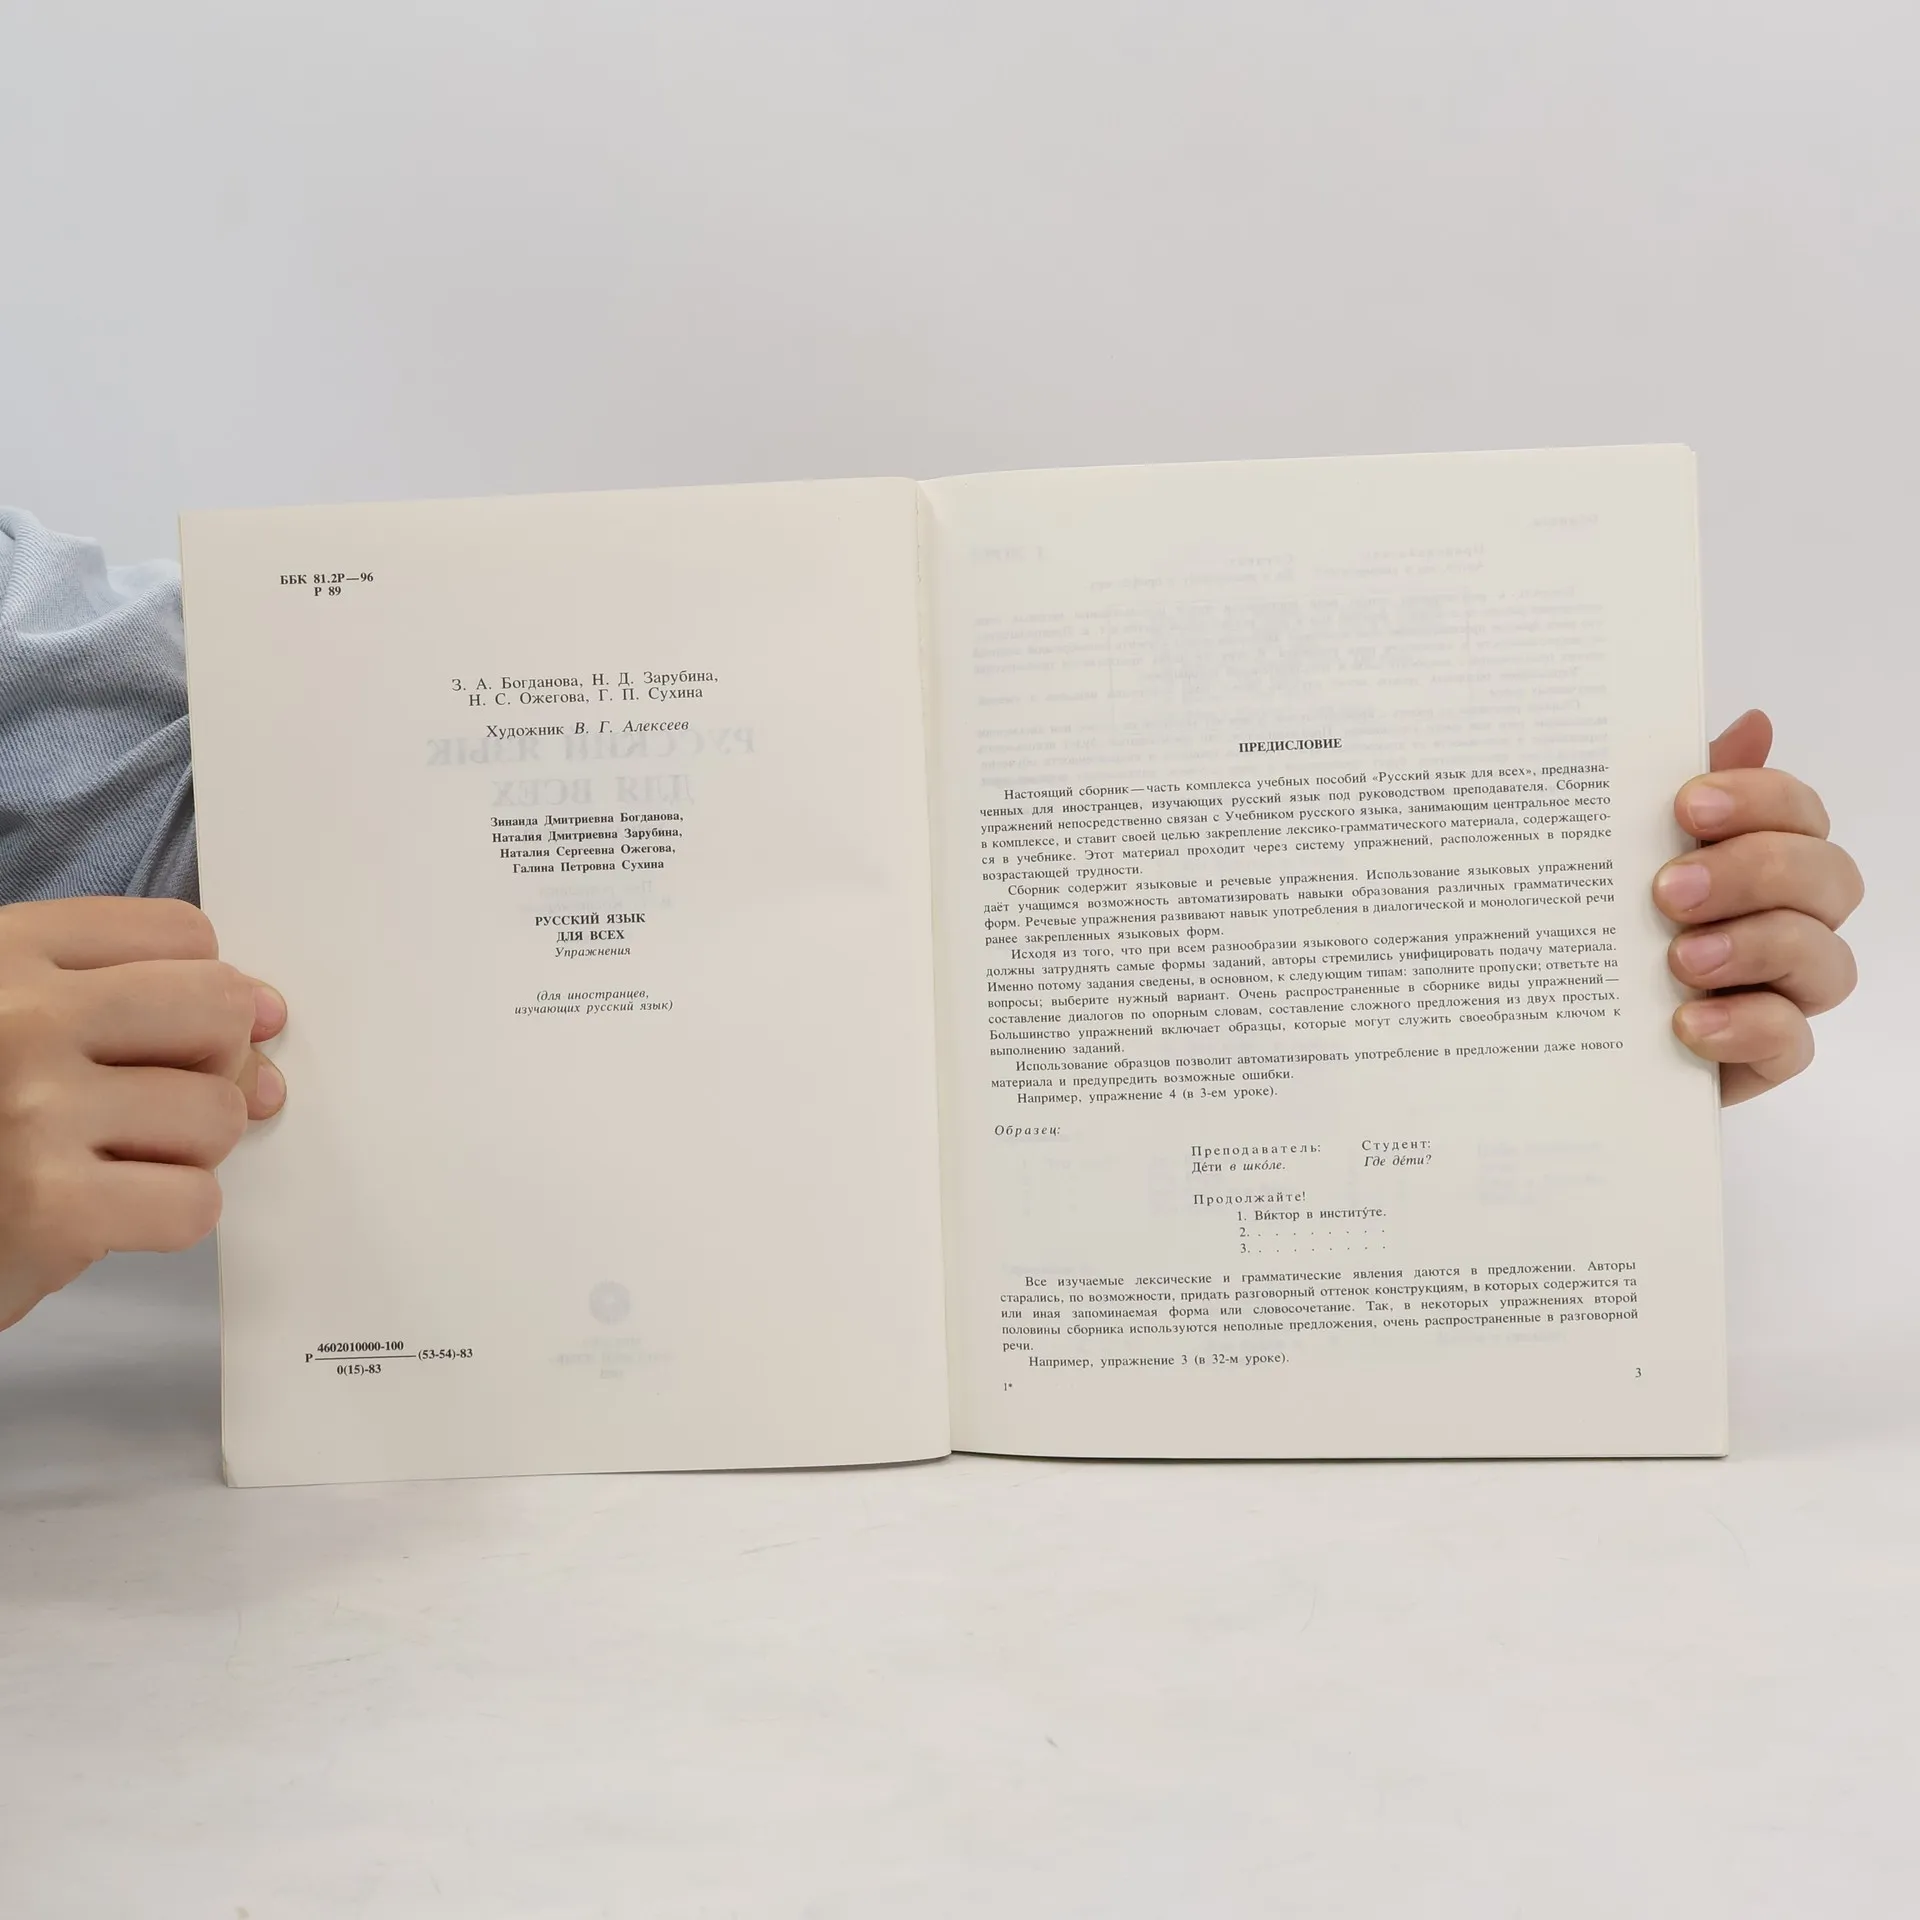 ББК 81.2Р—96
Р 89
З. А. Богданова, Н. Д. Зарубина,
Н. С. Ожегова, Г. П. Сухина
Художник В. Г. Алексеев
Зинаида Дмитриевна Богданова,
Наталия Дмитриевна Зарубина,
Наталия Сергеевна Ожегова,
Галина Петровна Сухина
РУССКИЙ ЯЗЫК
ДЛЯ ВСЕХ
Упражнения
(для иностранцев,
изучающих русский язык)
Р 4602010000-100 (53-54)-83
0(15)-83
ПРЕДИСЛОВИЕ
Настоящий сборник — часть комплекса учебных пособий «Русский язык для всех», предназна-
ченных для иностранцев, изучающих русский язык под руководством преподавателя. Сборник
упражнений непосредственно связан с Учебником русского языка, занимающим центральное место
в комплексе, и ставит своей целью закрепление лексико-грамматического материала, содержащего-
ся в учебнике. Этот материал проходит через систему упражнений, расположенных в порядке
возрастающей трудности.
Сборник содержит языковые и речевые упражнения. Использование языковых упражнений
даёт учащимся возможность автоматизировать навыки образования различных грамматических
форм. Речевые упражнения развивают навык употребления в диалогической и монологической речи
ранее закрепленных языковых форм.
Исходя из того, что при всем разнообразии языкового содержания упражнений учащихся не
должны затруднять самые формы заданий, авторы стремились унифицировать подачу материала.
Именно потому задания сведены, в основном, к следующим типам: заполните пропуски; ответьте на
вопросы; выберите нужный вариант. Очень распространенные в сборнике виды упражнений —
составление диалогов по опорным словам, составление сложного предложения из двух простых.
Большинство упражнений включает образцы, которые могут служить своеобразным ключом к
выполнению заданий.
Использование образцов позволит автоматизировать употребление в предложении даже нового
материала и предупредить возможные ошибки.
Например, упражнение 4 (в 3-ем уроке).
Образец:
Преподаватель: Студент:
Де́ти в шко́ле. Где де́ти?
Продолжайте!
1. Ви́ктор в институ́те.
2. . . . . . . . .
3. . . . . . . . .
Все изучаемые лексические и грамматические явления даются в предложении. Авторы
старались, по возможности, придать разговорный оттенок конструкциям, в которых содержится та
или иная запоминаемая форма или словосочетание. Так, в некоторых упражнениях второй
половины сборника используются неполные предложения, очень распространенные в разговорной
речи.
Например, упражнение 3 (в 32-м уроке).
1*
3